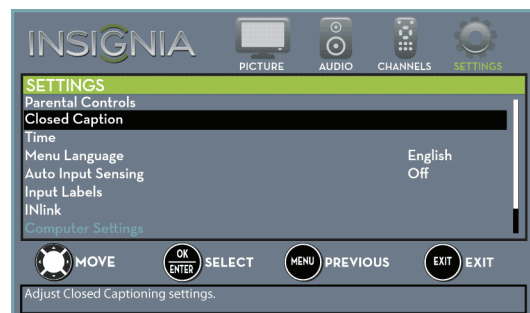 INSIGNIA
PICTURE AUDIO CHANNELS SETTINGS
SETTINGS
Parental Controls
Closed Caption
Time
Menu Language English
Auto Input Sensing Off
Input Labels
INlink
Computer Settings
MOVE OK ENTER SELECT MENU PREVIOUS EXIT EXIT
Adjust Closed Captioning settings.